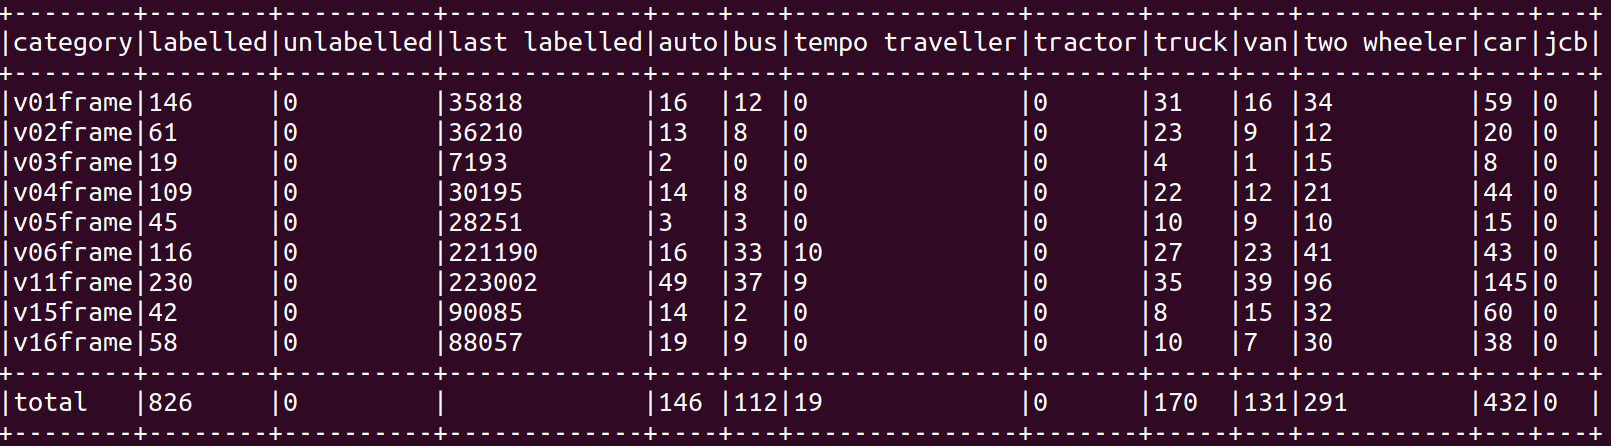 +--------+--------+----------+-------------+----+---+---------------+-------+-----+---+-----------+---+---+
|category|labelled|unlabelled|last labelled|auto|bus|tempo traveller|tractor|truck|van|two wheeler|car|jcb|
+--------+--------+----------+-------------+----+---+---------------+-------+-----+---+-----------+---+---+
|v01frame|146     |0         |35818        |16  |12 |0              |0      |31   |16 |34         |59 |0  |
|v02frame|61      |0         |36210        |13  |8  |0              |0      |23   |9  |12         |20 |0  |
|v03frame|19      |0         |7193         |2   |0  |0              |0      |4    |1  |15         |8  |0  |
|v04frame|109     |0         |30195        |14  |8  |0              |0      |22   |12 |21         |44 |0  |
|v05frame|45      |0         |28251        |3   |3  |0              |0      |10   |9  |10         |15 |0  |
|v06frame|116     |0         |221190       |16  |33 |10             |0      |27   |23 |41         |43 |0  |
|v11frame|230     |0         |223002       |49  |37 |9              |0      |35   |39 |96         |145|0  |
|v15frame|42      |0         |90085        |14  |2  |0              |0      |8    |15 |32         |60 |0  |
|v16frame|58      |0         |88057        |19  |9  |0              |0      |10   |7  |30         |38 |0  |
+--------+--------+----------+-------------+----+---+---------------+-------+-----+---+-----------+---+---+
|total   |826     |0         |             |146 |112|19             |0      |170  |131|291        |432|0  |
+--------+--------+----------+-------------+----+---+---------------+-------+-----+---+-----------+---+---+